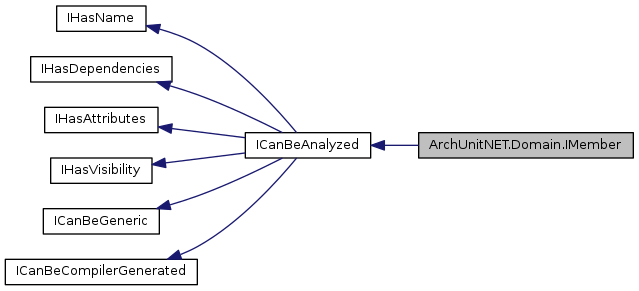 IHasName
IHasDependencies
IHasAttributes
ICanBeAnalyzed
ArchUnitNET.Domain.IMember
IHasVisibility
ICanBeGeneric
ICanBeCompilerGenerated